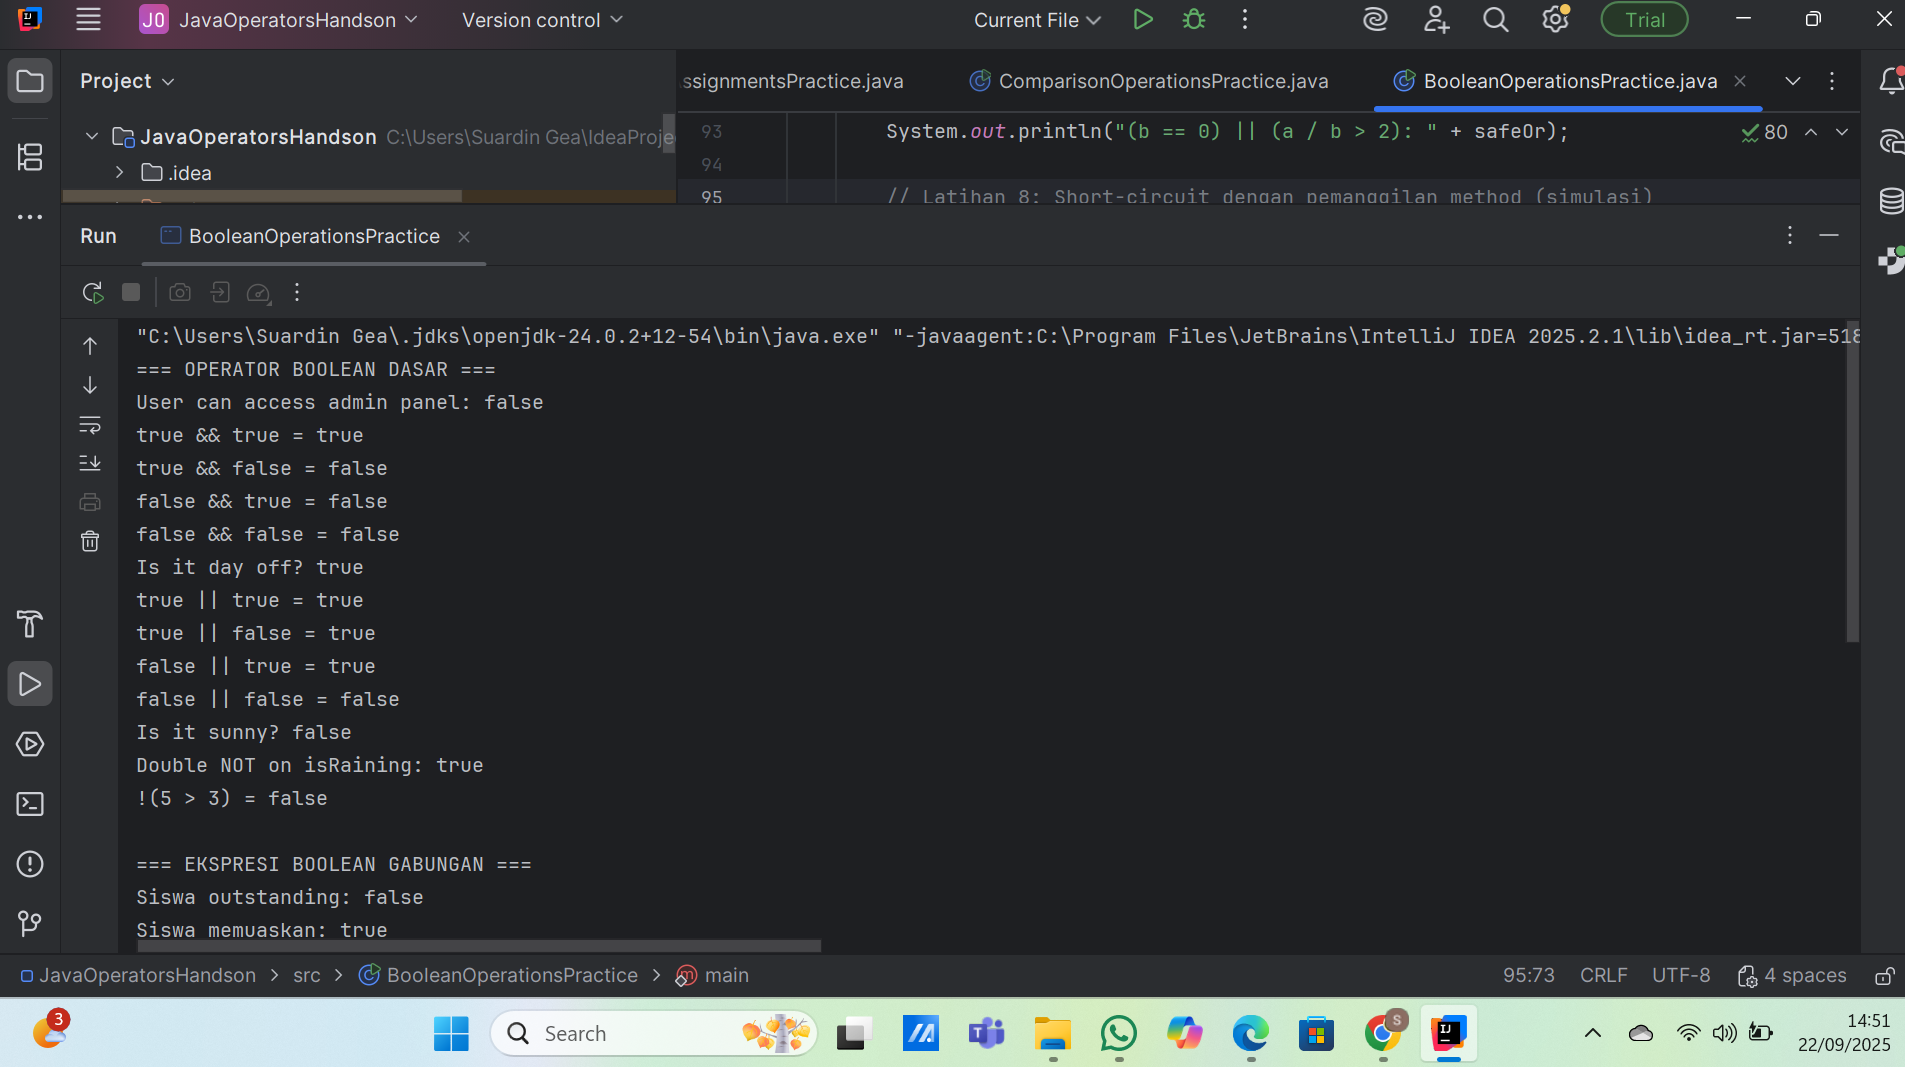 JO JavaOperatorsHandson Version control Current File Trial
Project ssignmentsPractice.java ComparisonOperationsPractice.java BooleanOperationsPractice.java
JavaOperatorsHandson C:\Users\Suardin Gea\IdeaProje
.idea
93 System.out.println("(b == 0) || (a / b > 2): " + safeOr); 80
94
95 // Latihan 8: Short-circuit dengan pemanggilan method (simulasi)
Run BooleanOperationsPractice
"C:\Users\Suardin Gea\.jdks\openjdk-24.0.2+12-54\bin\java.exe" "-javaagent:C:\Program Files\JetBrains\IntelliJ IDEA 2025.2.1\lib\idea_rt.jar=518
=== OPERATOR BOOLEAN DASAR ===
User can access admin panel: false
true && true = true
true && false = false
false && true = false
false && false = false
Is it day off? true
true || true = true
true || false = true
false || true = true
false || false = false
Is it sunny? false
Double NOT on isRaining: true
!(5 > 3) = false
=== EKSPRESI BOOLEAN GABUNGAN ===
Siswa outstanding: false
Siswa memuaskan: true
JavaOperatorsHandson > src > BooleanOperationsPractice > main 95:73 CRLF UTF-8 4 spaces
3 Search S 14:51
22/09/2025